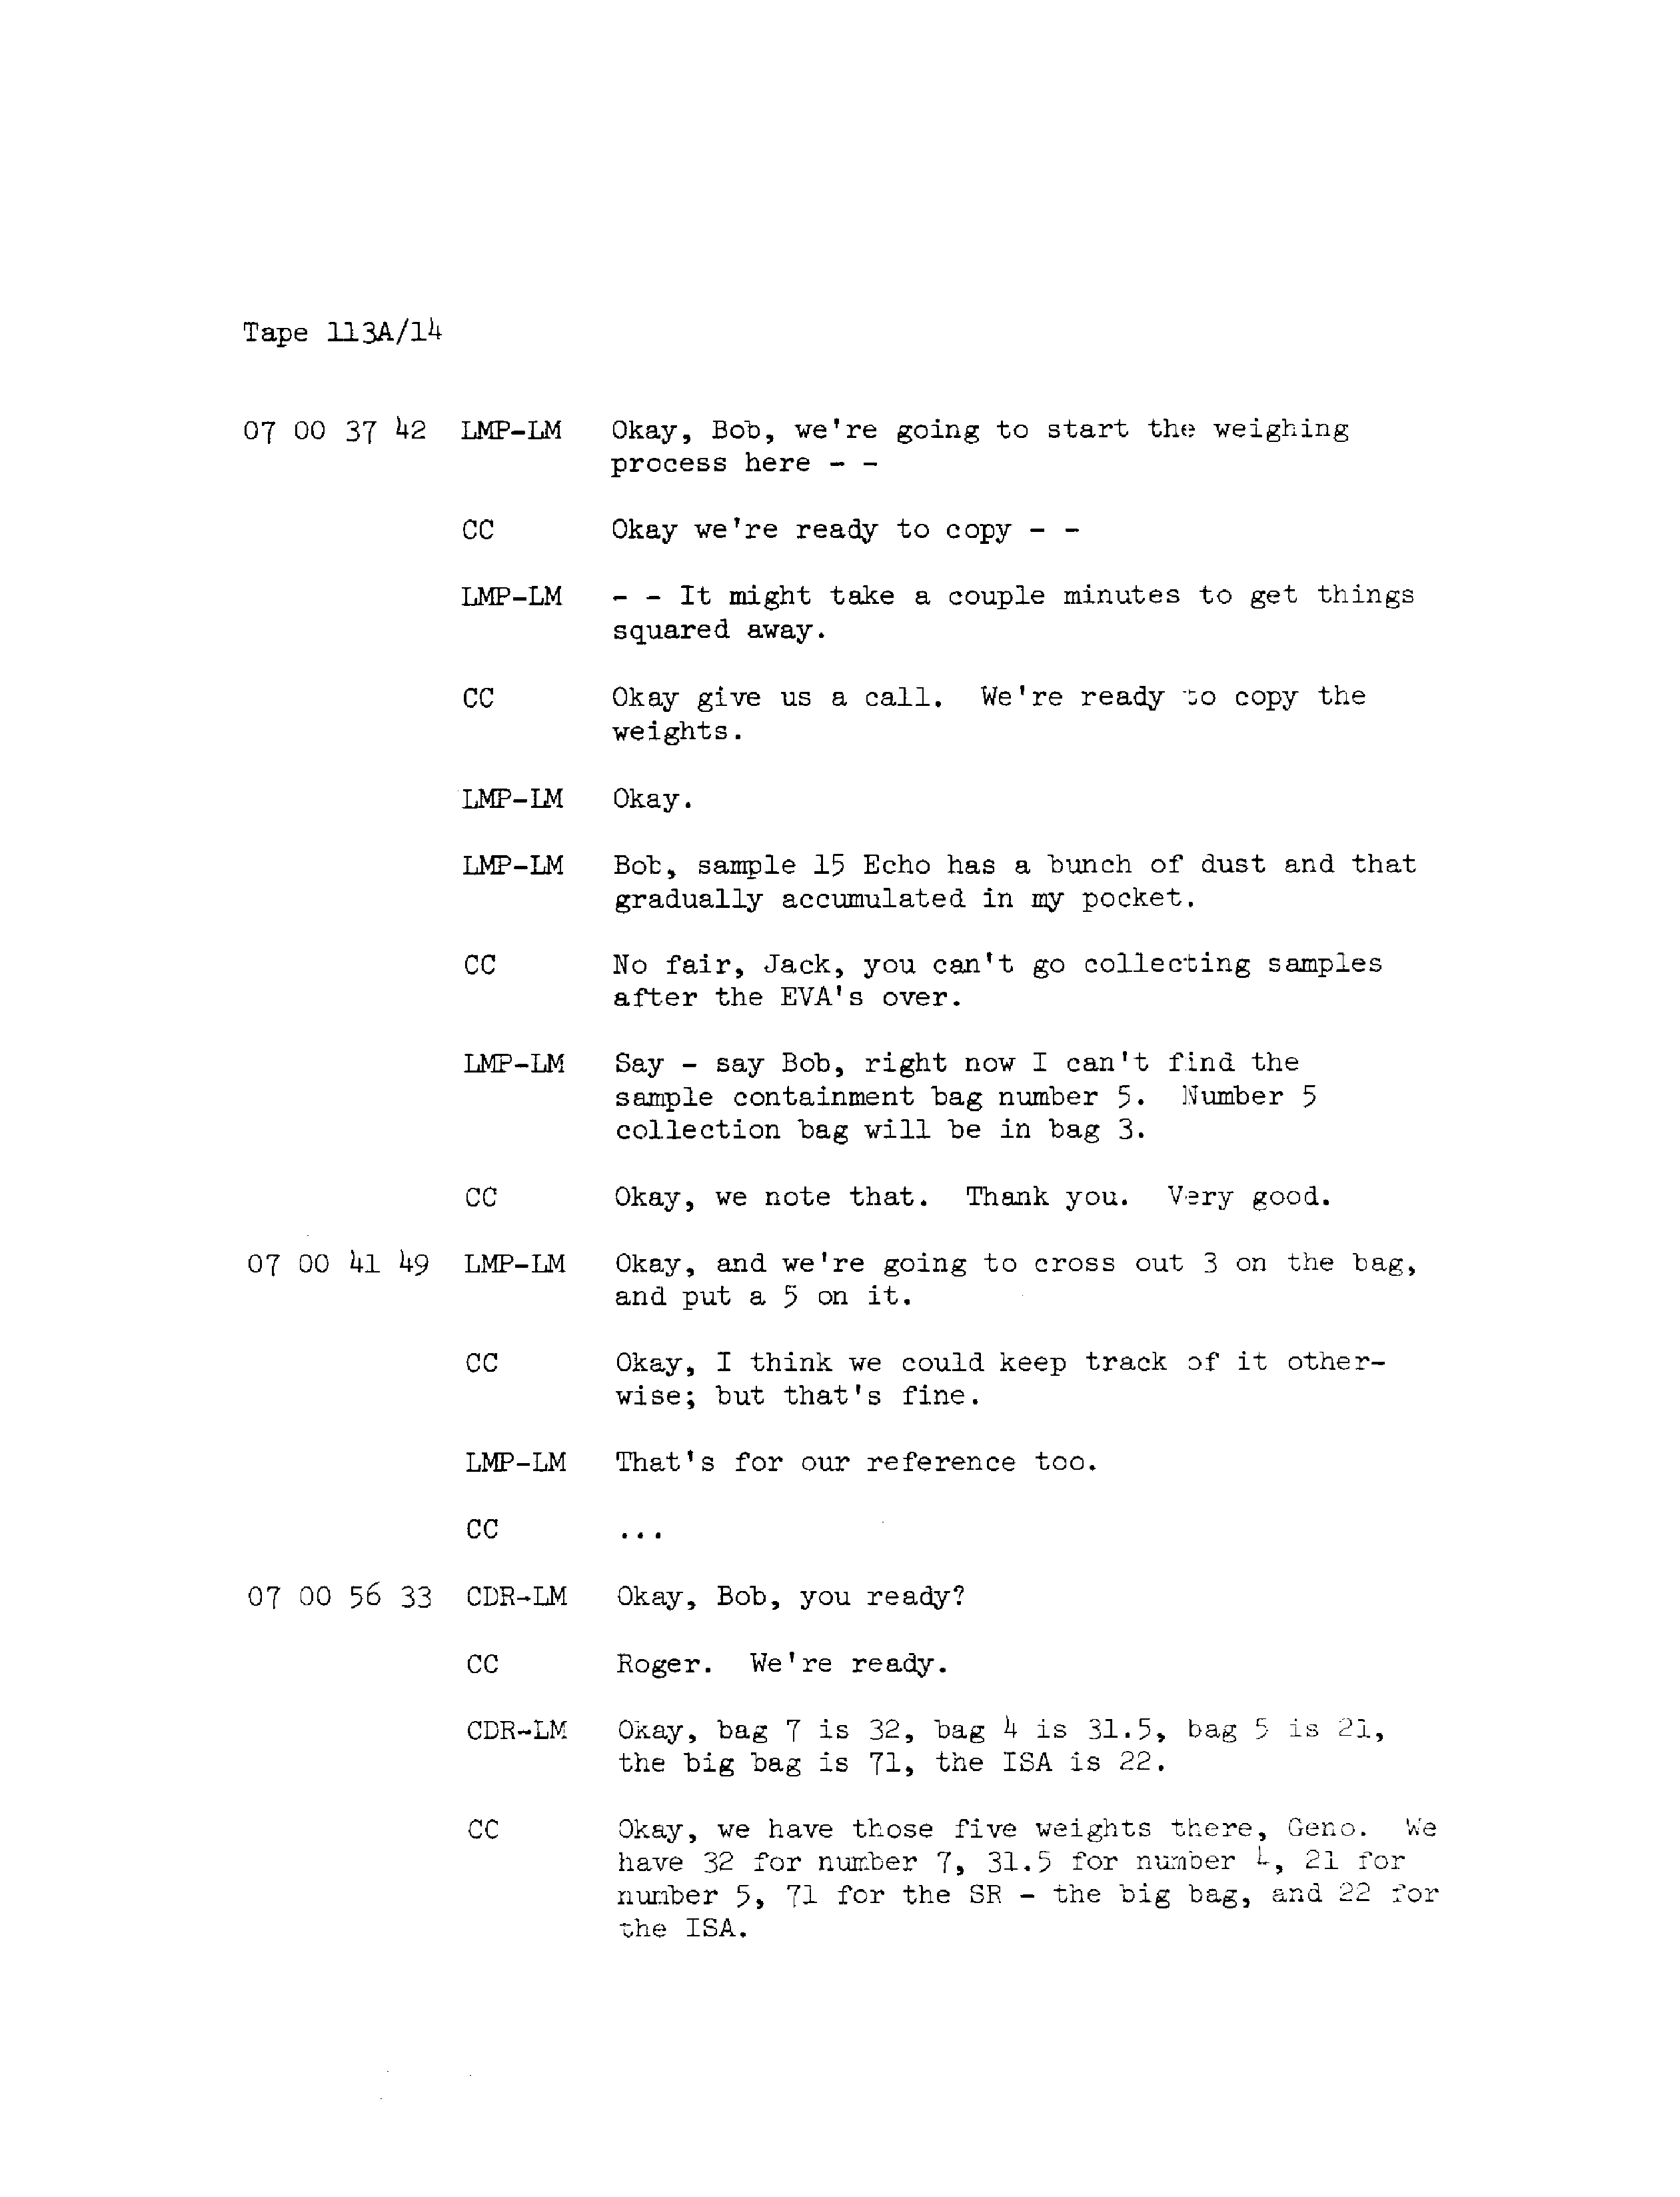 Tape 113A/14
07 00 37 42 LMP-LM Okay, Bob, we're going to start the weighing
process here - -
CC Okay we're ready to copy - -
LMP-LM - - It might take a couple minutes to get things
squared away.
CC Okay give us a call. We're ready to copy the
weights.
LMP-LM Okay.
LMP-LM Bob, sample 15 Echo has a bunch of dust and that
gradually accumulated in my pocket.
CC No fair, Jack, you can't go collecting samples
after the EVA's over.
LMP-LM Say - say Bob, right now I can't find the
sample containment bag number 5. Number 5
collection bag will be in bag 3.
CC Okay, we note that. Thank you. Very good.
07 00 41 49 LMP-LM Okay, and we're going to cross out 3 on the bag,
and put a 5 on it.
CC Okay, I think we could keep track of it other-
wise; but that's fine.
LMP-LM That's for our reference too.
CC ...
07 00 56 33 CDR-LM Okay, Bob, you ready?
CC Roger. We're ready.
CDR-LM Okay, bag 7 is 32, bag 4 is 31.5, bag 5 is 21,
the big bag is 71, the ISA is 22.
CC Okay, we have those five weights there, Geno. We
have 32 for number 7, 31.5 for number 4, 21 for
number 5, 71 for the SR - the big bag, and 22 for
the ISA.